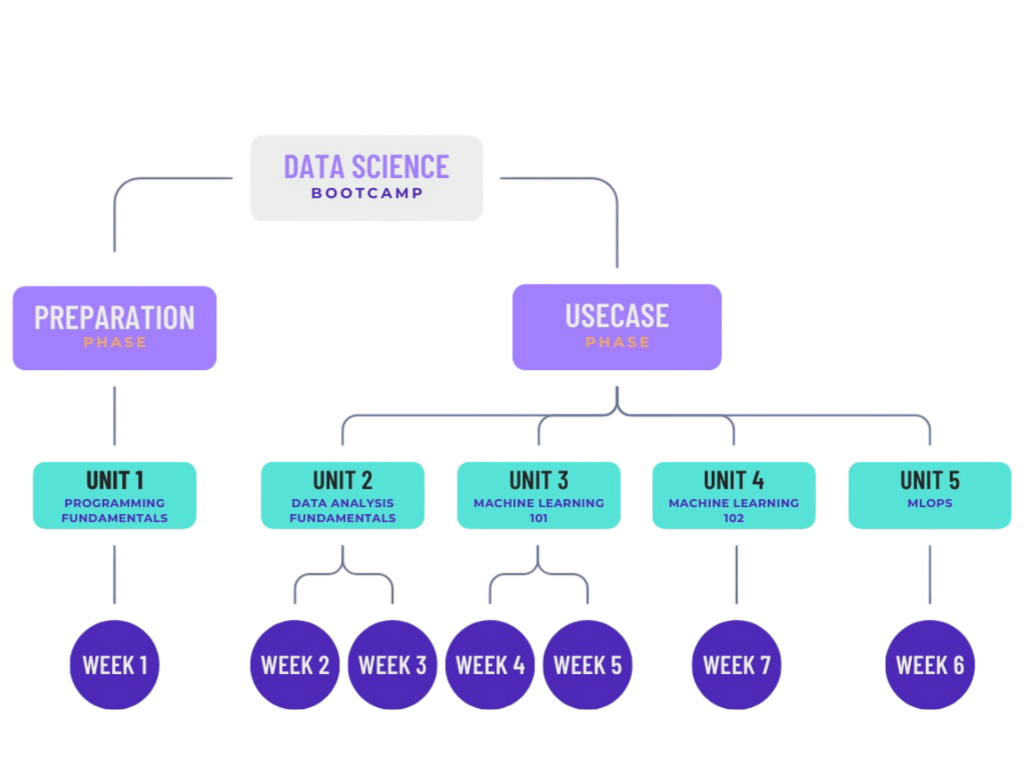 DATA SCIENCE
BOOTCAMP
PREPARATION
PHASE
USECASE
PHASE
UNIT 1
PROGRAMMING
FUNDAMENTALS
UNIT 2
DATA ANALYSIS
FUNDAMENTALS
UNIT 3
MACHINE LEARNING
101
UNIT 4
MACHINE LEARNING
102
UNIT 5
MLOPS
WEEK 1
WEEK 2
WEEK 3
WEEK 4
WEEK 5
WEEK 7
WEEK 6